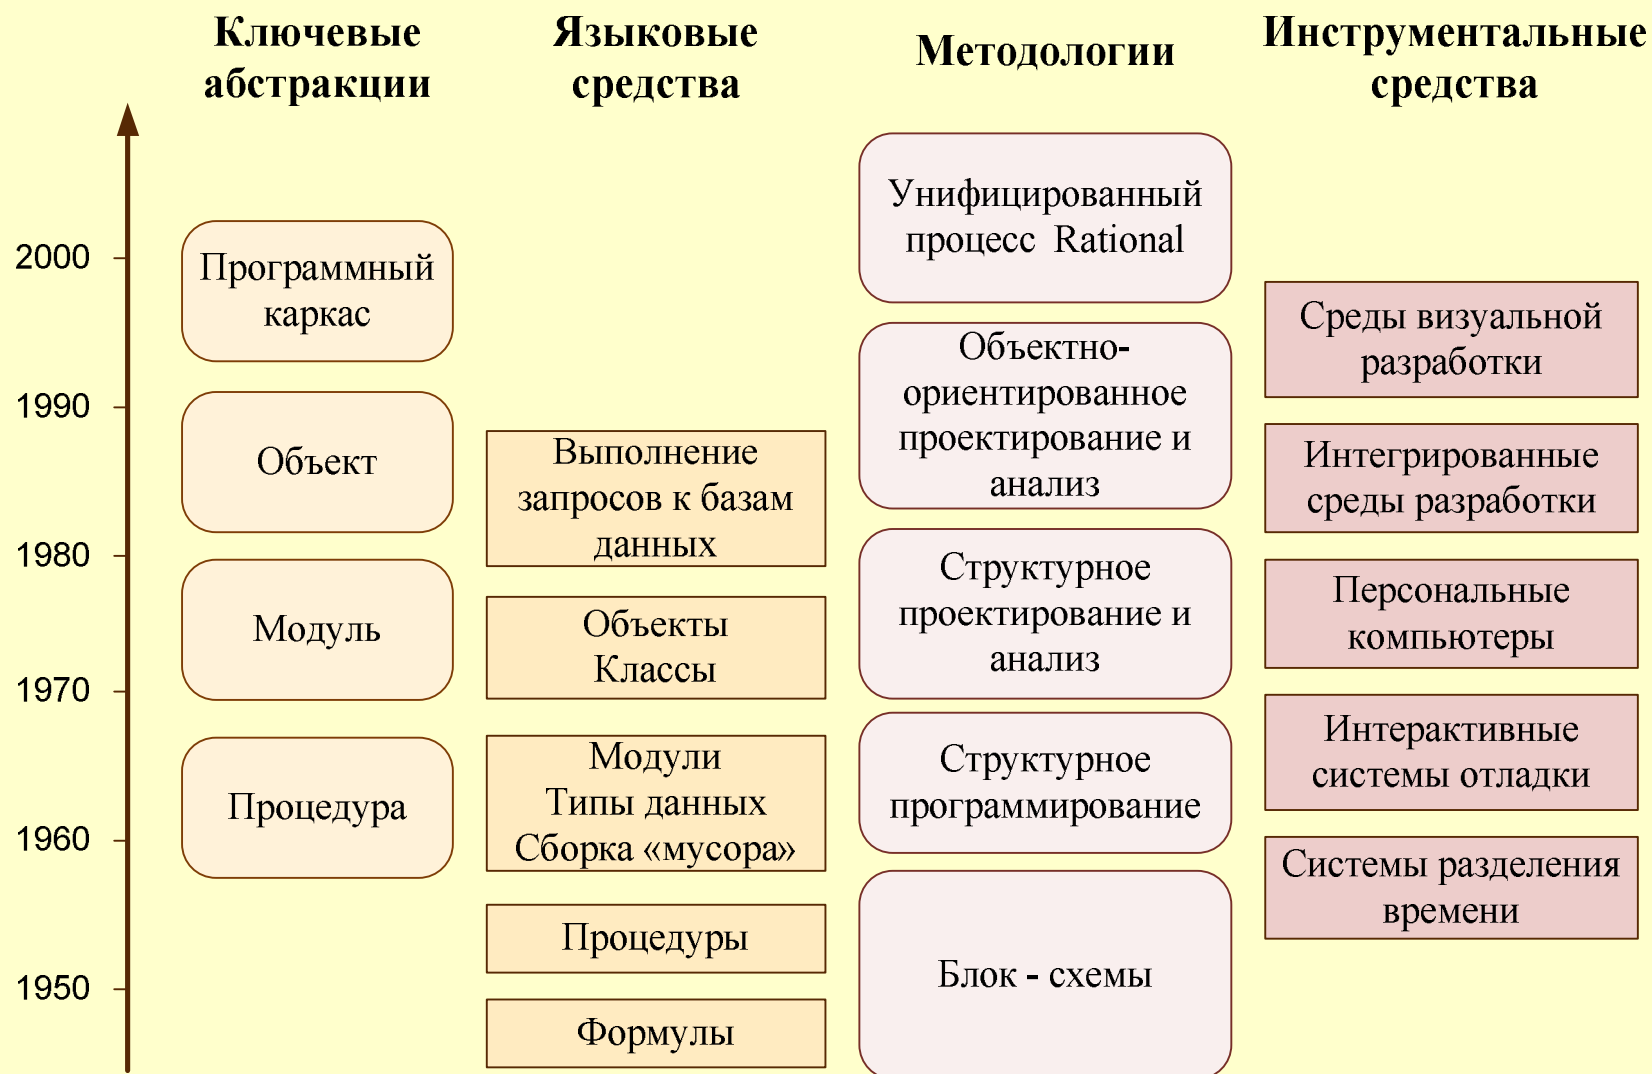 Ключевые
абстракции
Языковые
средства
Методологии
Инструментальные
средства
2000
1990
1980
1970
1960
1950
Программный
каркас
Объект
Модуль
Процедура
Выполнение
запросов к базам
данных
Объекты
Классы
Модули
Типы данных
Сборка «мусора»
Процедуры
Формулы
Унифицированный
процесс Rational
Объектно-
ориентированное
проектирование и
анализ
Структурное
проектирование и
анализ
Структурное
программирование
Блок - схемы
Среды визуальной
разработки
Интегрированные
среды разработки
Персональные
компьютеры
Интерактивные
системы отладки
Системы разделения
времени